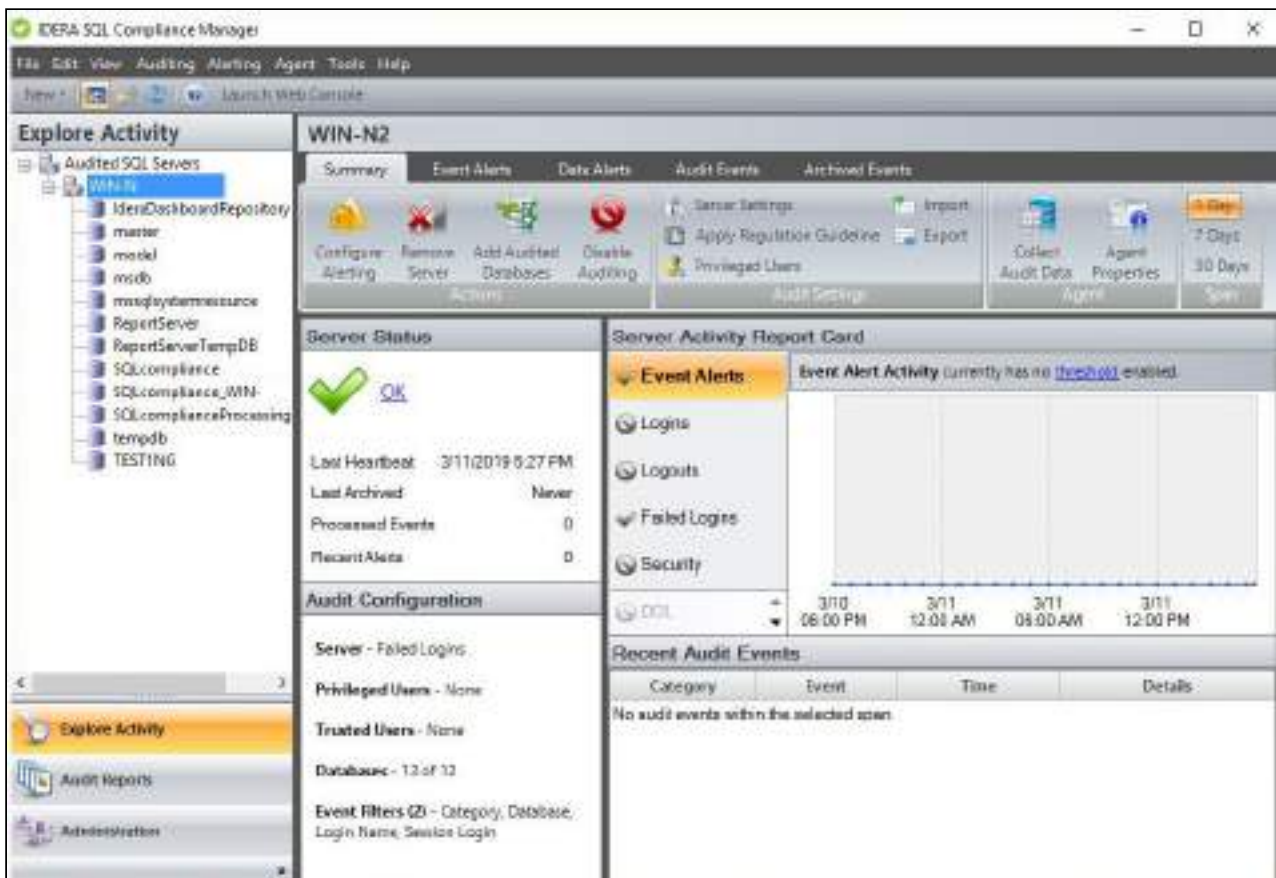 IDERA SQL Compliance Manager
File Edit View Auditing Alerting Agent Tools Help
New Launch Web Console
Explore Activity
Audited SQL Servers
WIN-N
IderaDashboardRepository
master
model
msdb
mssqlsystemresource
ReportServer
ReportServerTempDB
SQLcompliance
SQLcompliance_WIN-
SQLcomplianceProcessing
tempdb
TEST1NG
Explore Activity
Audit Reports
Administration
WIN-N2
Summary Event Alerts Data Alerts Audit Events Archived Events
Configure Alerting
Remove Server
Add Audited Databases
Disable Auditing
Actions
Server Settings
Apply Regulation Guideline
Privileged Users
Import
Export
Audit Settings
Collect Audit Data
Agent Properties
Agent
1 Day
7 Days
30 Days
Span
Server Status
OK
Last Heartbeat 3/11/2019 6:27 PM
Last Archived Never
Processed Events 0
Recent Alerts 0
Audit Configuration
Server - Failed Logins
Privileged Users - None
Trusted Users - None
Databases - 13 of 12
Event Filters (2) - Category, Database,
Login Name, Session Login
Server Activity Report Card
Event Alerts
Logins
Logouts
Failed Logins
Security
DDL
Event Alert Activity currently has no threshold enabled.
3/10 06:00 PM
3/11 12:00 AM
3/11 06:00 AM
3/11 12:00 PM
Recent Audit Events
Category Event Time Details
No audit events within the selected span